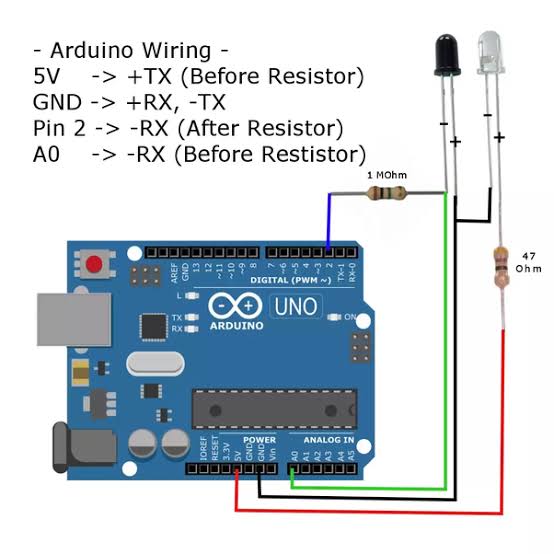 - Arduino Wiring -
5V -> +TX (Before Resistor)
GND -> +RX, -TX
Pin 2 -> -RX (After Resistor)
A0 -> -RX (Before Restistor)
1 MOhm
- + - +
47
Ohm
AREF GND 13 12 ~11 ~10 ~9 8 7 ~6 ~5 4 ~3 2 TX-1 RX-0
DIGITAL (PWM ~)
L
TX
RX
UNO
ARDUINO
ON
POWER ANALOG IN
IOREF RESET 3.3V 5V GND GND Vin A0 A1 A2 A3 A4 A5